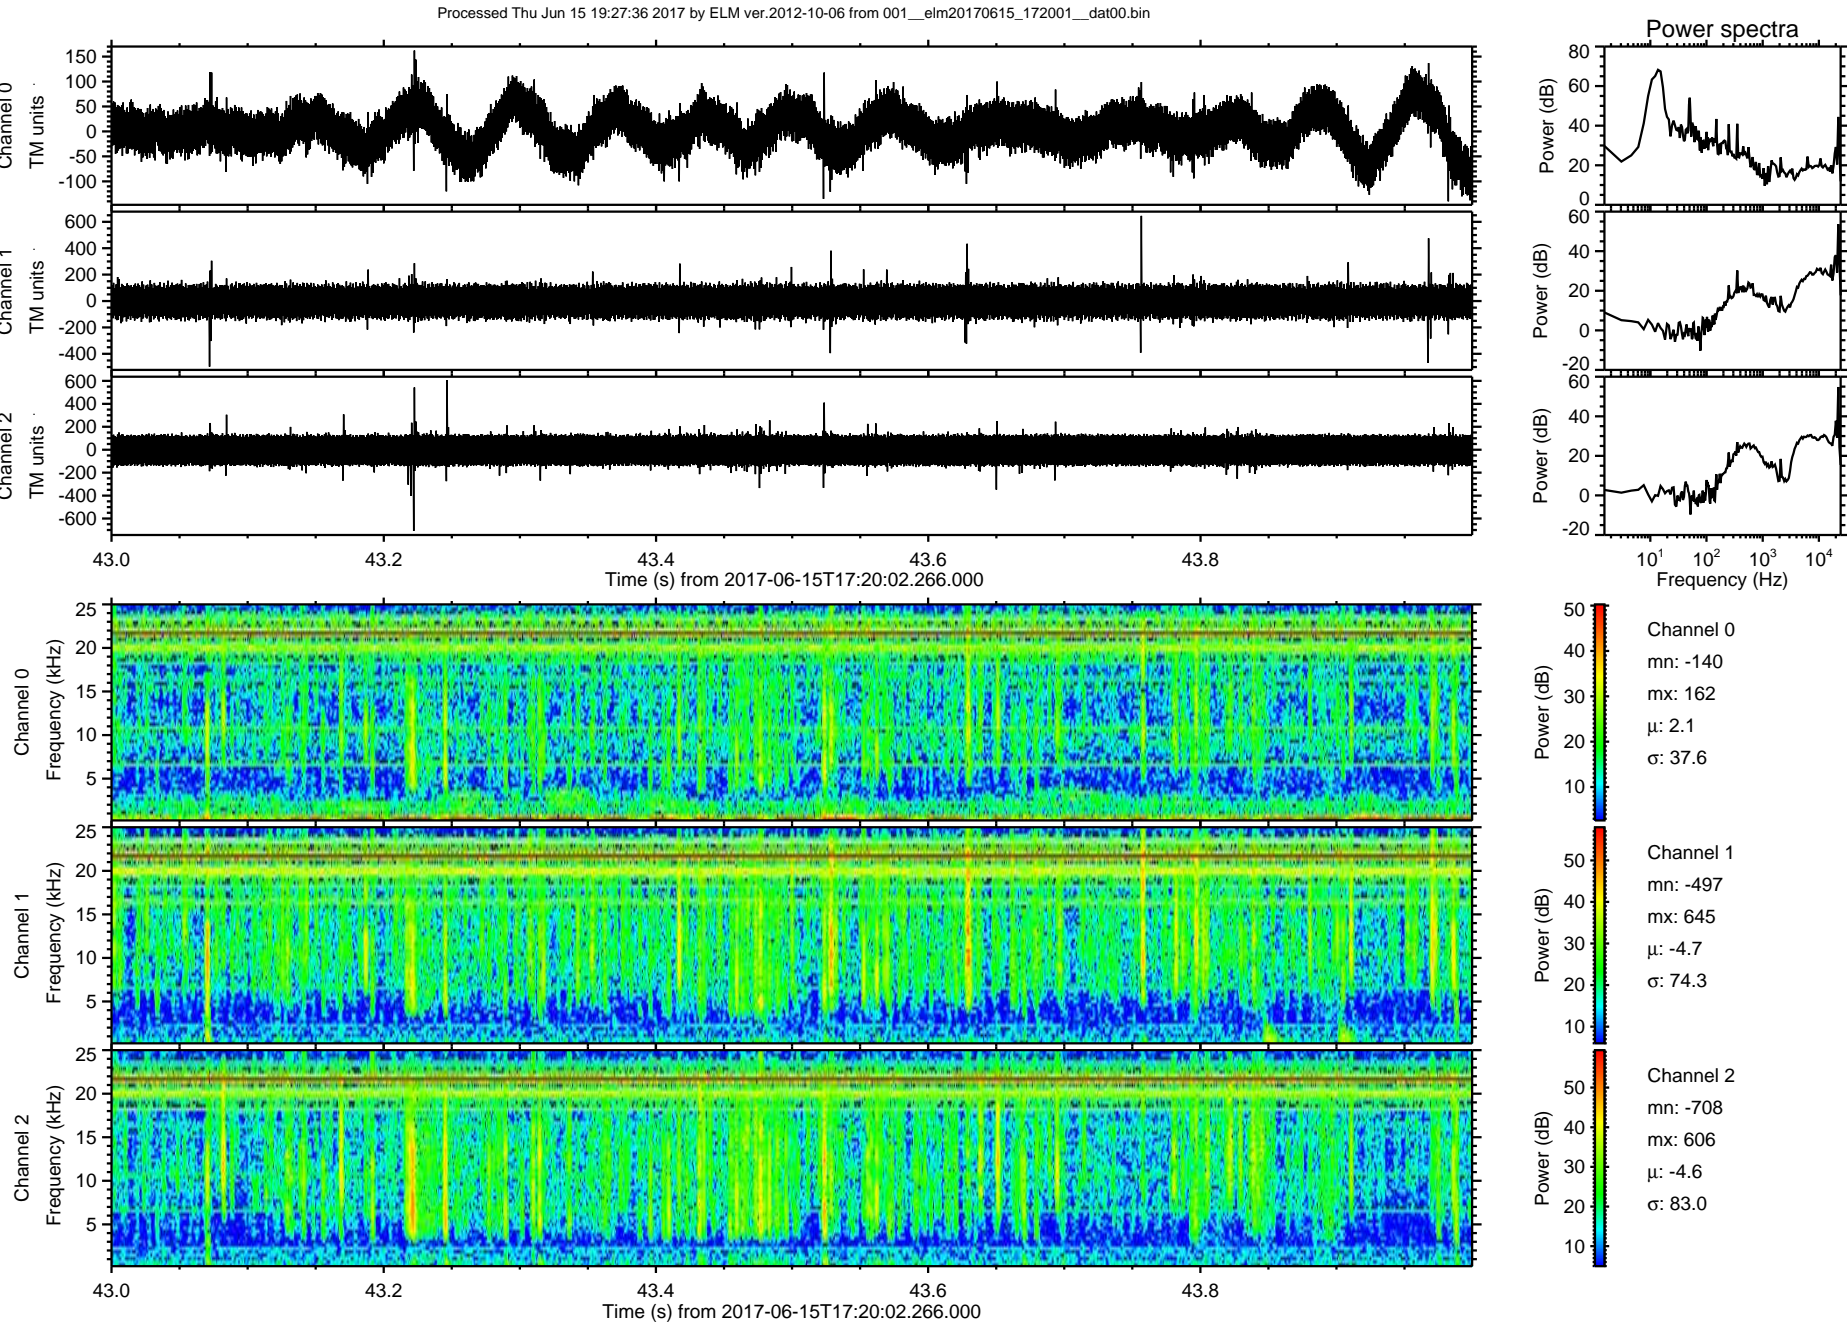 Processed Thu Jun 15 19:27:36 2017 by ELM ver.2012-10-06 from 001__elm20170615_172001__dat00.bin
Power spectra
Channel 0
TM units
150
100
50
0
-50
-100
Power (dB)
80
60
40
20
0
Channel 1
TM units
600
400
200
0
-200
-400
Power (dB)
60
40
20
0
-20
Channel 2
TM units
600
400
200
0
-200
-400
-600
Power (dB)
60
40
20
0
-20
43.0 43.2 43.4 43.6 43.8
Time (s) from 2017-06-15T17:20:02.266.000
10¹ 10² 10³ 10⁴
Frequency (Hz)
Channel 0
Frequency (kHz)
25
20
15
10
5
Power (dB)
50
40
30
20
10
Channel 0
mn: -140
mx: 162
μ: 2.1
σ: 37.6
Channel 1
Frequency (kHz)
25
20
15
10
5
Power (dB)
50
40
30
20
10
Channel 1
mn: -497
mx: 645
μ: -4.7
σ: 74.3
Channel 2
Frequency (kHz)
25
20
15
10
5
Power (dB)
50
40
30
20
10
Channel 2
mn: -708
mx: 606
μ: -4.6
σ: 83.0
43.0 43.2 43.4 43.6 43.8
Time (s) from 2017-06-15T17:20:02.266.000